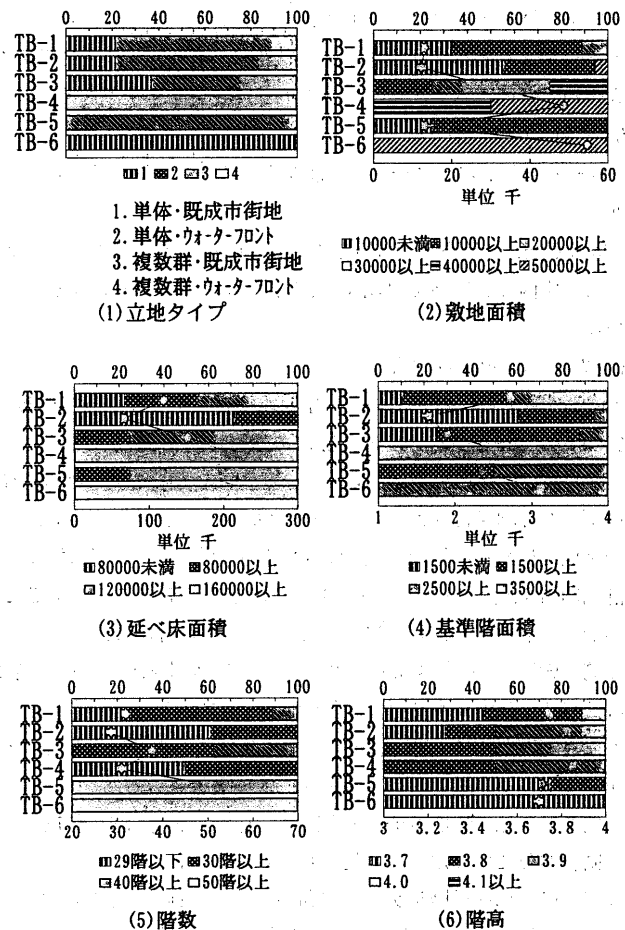 0 20 40 60 80 100
TB-1
TB-2
TB-3
TB-4
TB-5
TB-6
1 2 3 4
1. 単体・既成市街地
2. 単体・ウォーターフロント
3. 複数群・既成市街地
4. 複数群・ウォーターフロント
(1)立地タイプ
0 20 40 60 80 100
TB-1
TB-2
TB-3
TB-4
TB-5
TB-6
0 20 40 60
単位 千
10000未満 10000以上 20000以上
30000以上 40000以上 50000以上
(2)敷地面積
0 20 40 60 80 100
TB-1
TB-2
TB-3
TB-4
TB-5
TB-6
0 100 200 300
単位 千
80000未満 80000以上
120000以上 160000以上
(3)延べ床面積
0 20 40 60 80 100
TB-1
TB-2
TB-3
TB-4
TB-5
TB-6
1 2 3 4
単位 千
1500未満 1500以上
2500以上 3500以上
(4)基準階面積
0 20 40 60 80 100
TB-1
TB-2
TB-3
TB-4
TB-5
TB-6
20 30 40 50 60 70
29階以下 30階以上
40階以上 50階以上
(5)階数
0 20 40 60 80 100
TB-1
TB-2
TB-3
TB-4
TB-5
TB-6
3 3.2 3.4 3.6 3.8 4
3.7 3.8 3.9
4.0 4.1以上
(6)階高